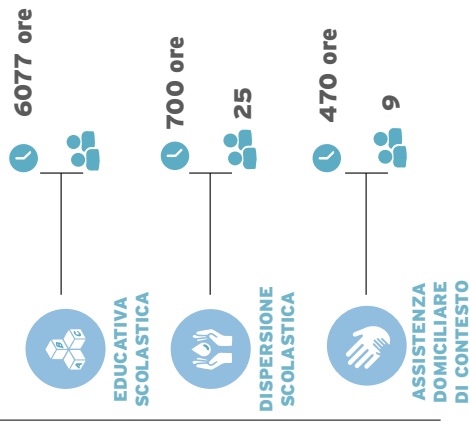 6077 ore
EDUCATIVA
SCOLASTICA
A
B
C
700 ore
25
DISPERSIONE
SCOLASTICA
470 ore
9
ASSISTENZA
DOMICILIARE
DI CONTESTO